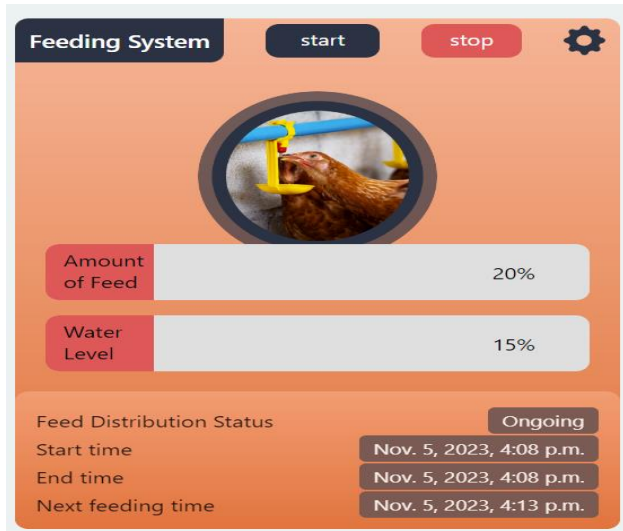 Feeding System start stop
Amount
of Feed
20%
Water
Level
15%
Feed Distribution Status Ongoing
Start time Nov. 5, 2023, 4:08 p.m.
End time Nov. 5, 2023, 4:08 p.m.
Next feeding time Nov. 5, 2023, 4:13 p.m.